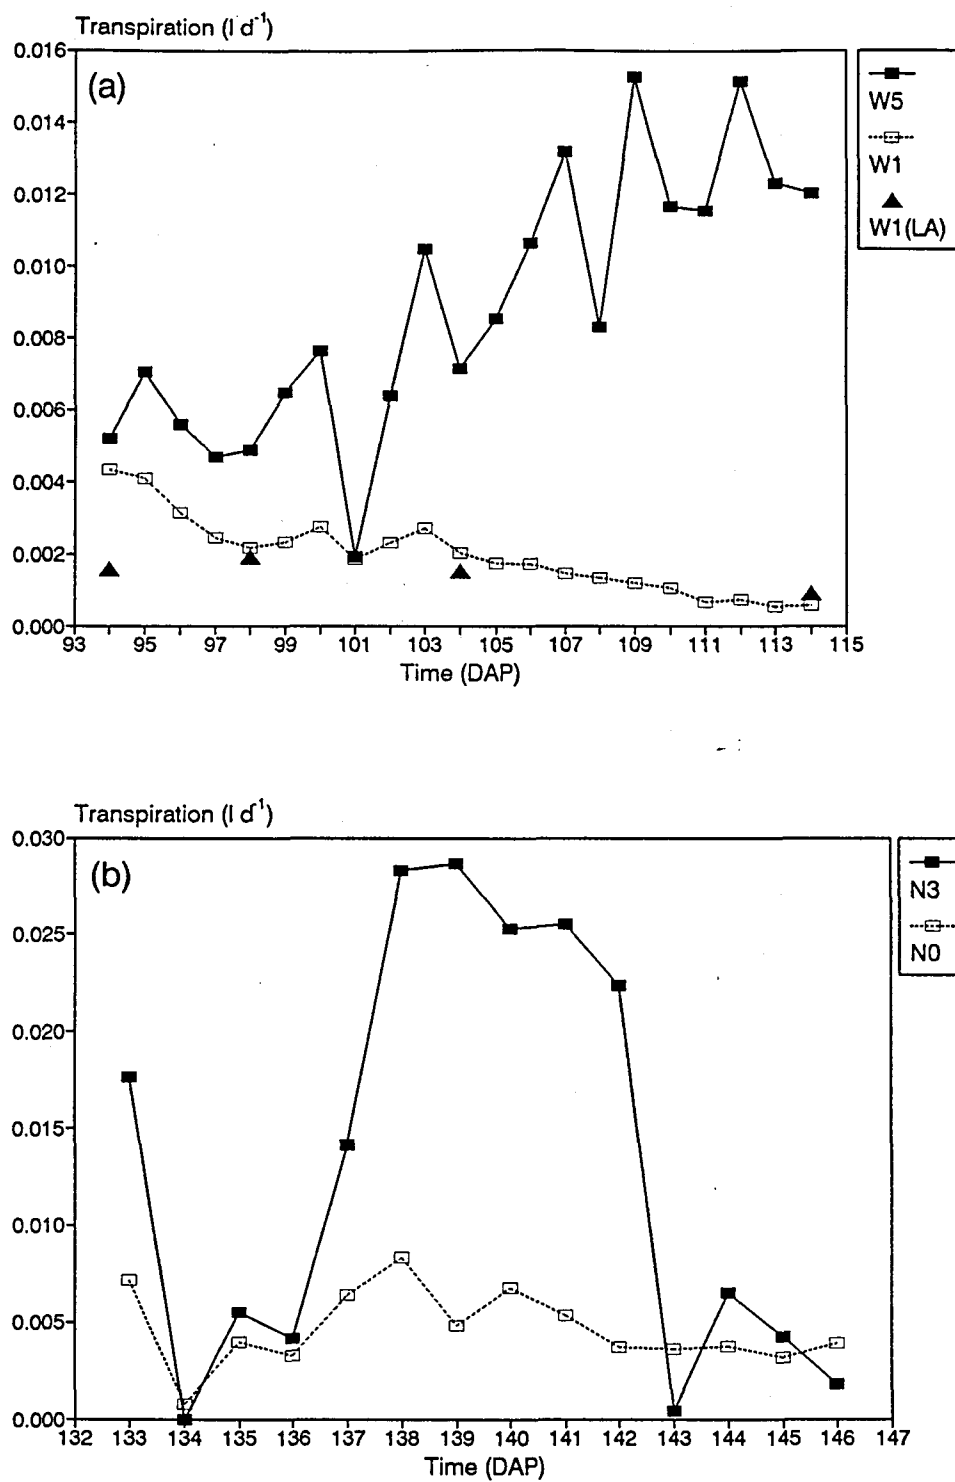 Transpiration (l d⁻¹)
0.016
(a)
W5
0.014
W1
0.012
W1(LA)
0.010
0.008
0.006
0.004
0.002
0.000
93 95 97 99 101 103 105 107 109 111 113 115
Time (DAP)
Transpiration (l d⁻¹)
0.030
(b)
N3
0.025
N0
0.020
0.015
0.010
0.005
0.000
132 133 134 135 136 137 138 139 140 141 142 143 144 145 146 147
Time (DAP)